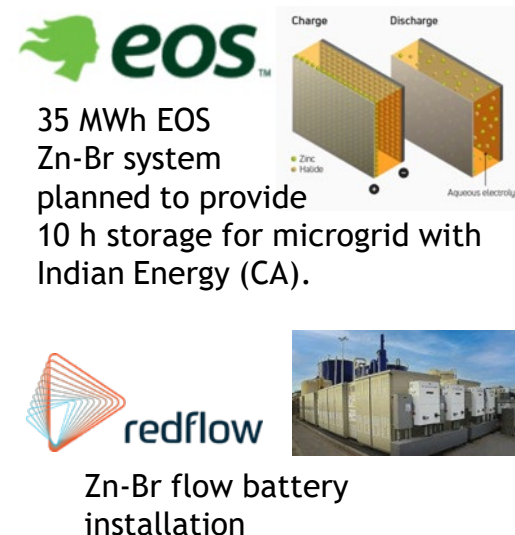 eos™
Charge Discharge
Zinc
Halide
Aqueous electroly
35 MWh EOS
Zn-Br system
planned to provide
10 h storage for microgrid with
Indian Energy (CA).
redflow
Zn-Br flow battery
installation